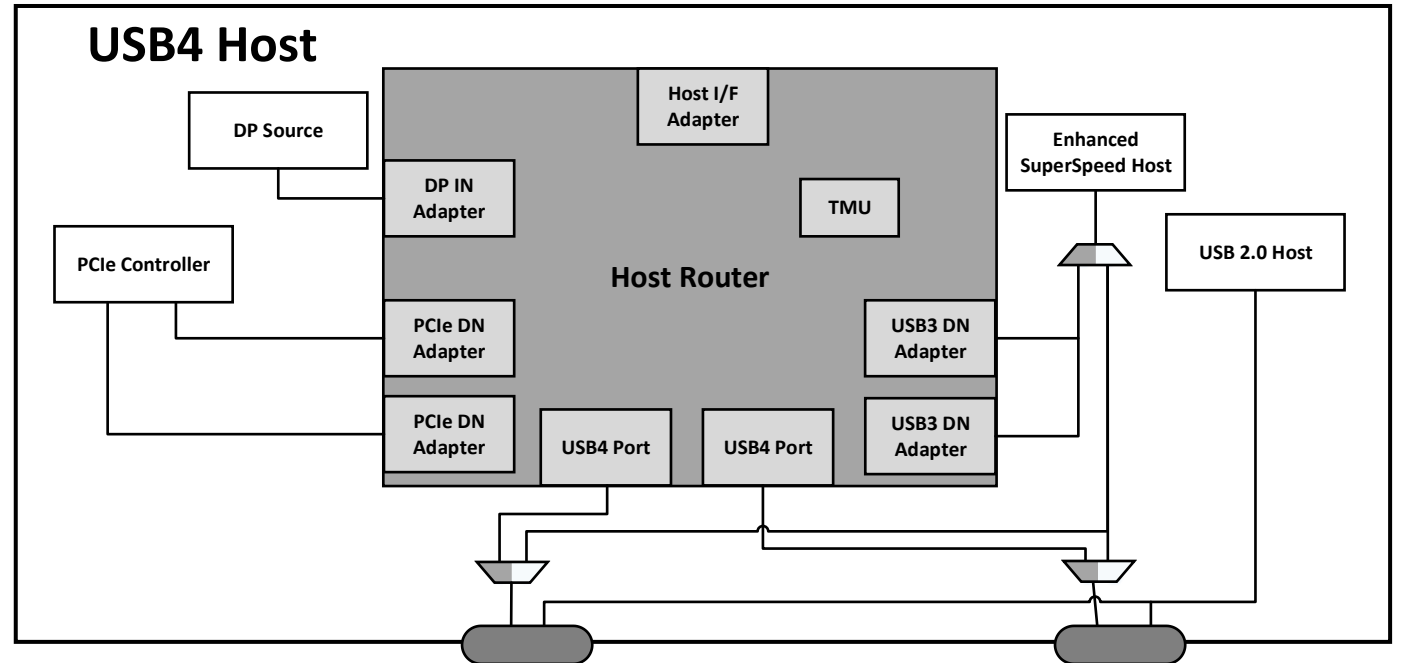 USB4 Host
Host I/F
Adapter
DP Source
Enhanced
SuperSpeed Host
DP IN
Adapter
TMU
PCIe Controller
USB 2.0 Host
Host Router
PCIe DN
Adapter
USB3 DN
Adapter
PCIe DN
Adapter
USB4 Port
USB4 Port
USB3 DN
Adapter